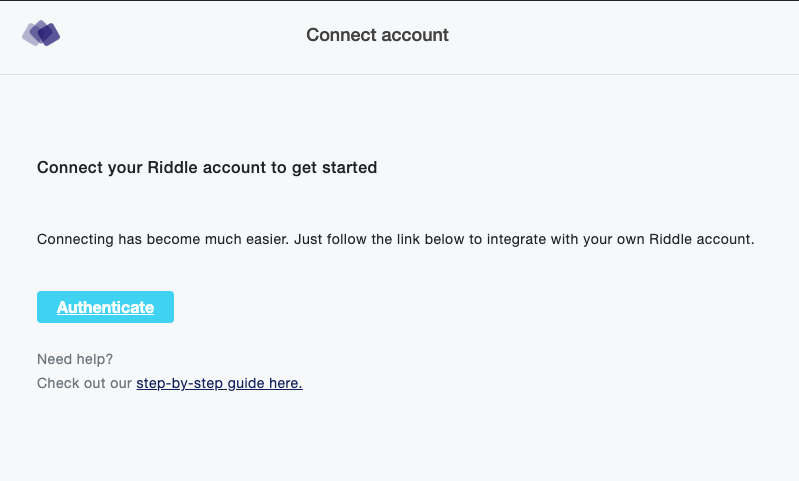 Connect account
Connect your Riddle account to get started
Connecting has become much easier. Just follow the link below to integrate with your own Riddle account.
Authenticate
Need help?
Check out our step-by-step guide here.